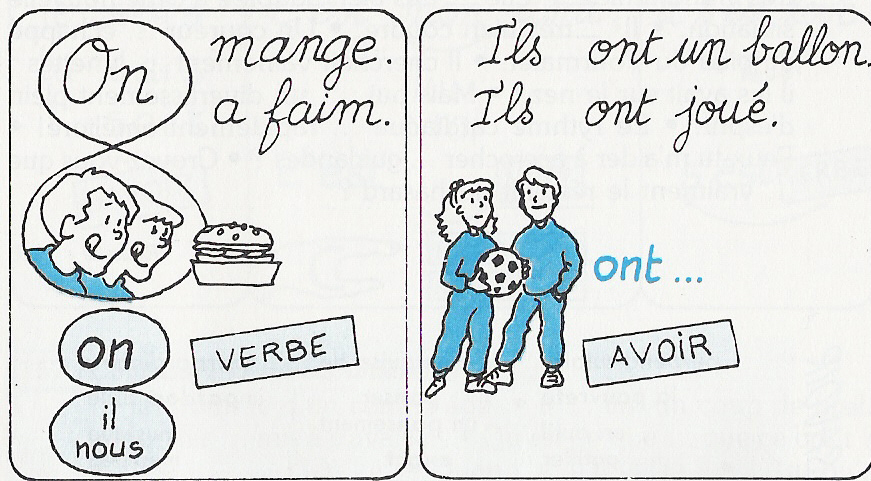 On mange.
a faim.
on
VERBE
il
nous
Ils ont un ballon.
Ils ont joué.
ont ...
AVOIR